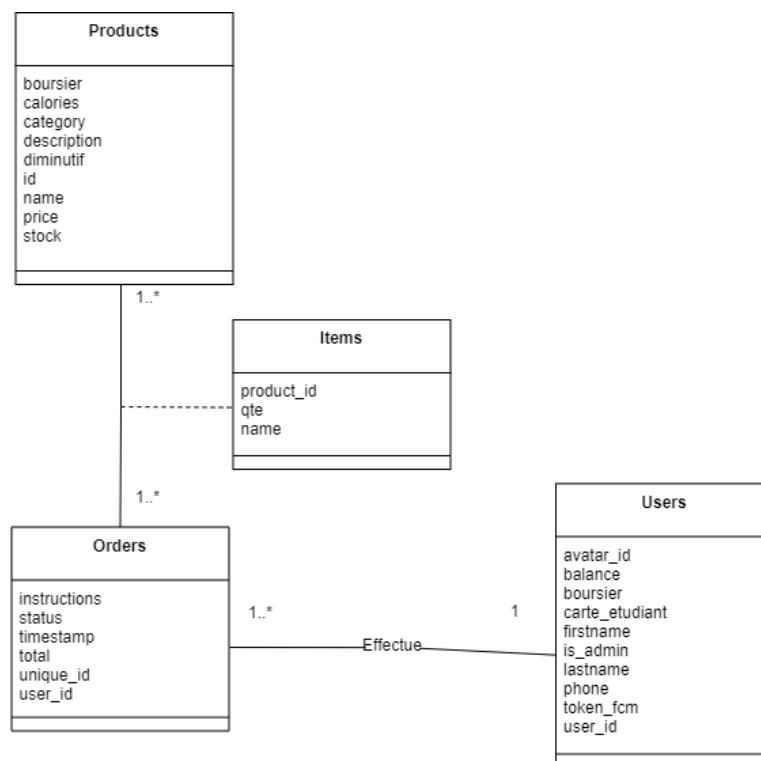 Products
boursier
calories
category
description
diminutif
id
name
price
stock
1..*
Items
product_id
qte
name
1..*
Orders
instructions
status
timestamp
total
unique_id
user_id
1..*
Effectue
1
Users
avatar_id
balance
boursier
carte_etudiant
firstname
is_admin
lastname
phone
token_fcm
user_id